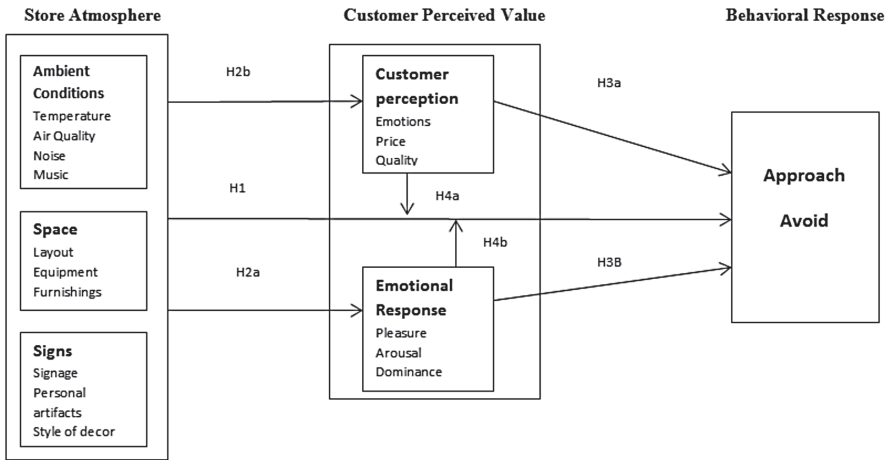 Store Atmosphere
Customer Perceived Value
Behavioral Response
Ambient
Conditions
Temperature
Air Quality
Noise
Music
Space
Layout
Equipment
Furnishings
Signs
Signage
Personal
artifacts
Style of decor
H2b
H1
H2a
Customer
perception
Emotions
Price
Quality
H4a
H4b
Emotional
Response
Pleasure
Arousal
Dominance
H3a
H3B
Approach
Avoid